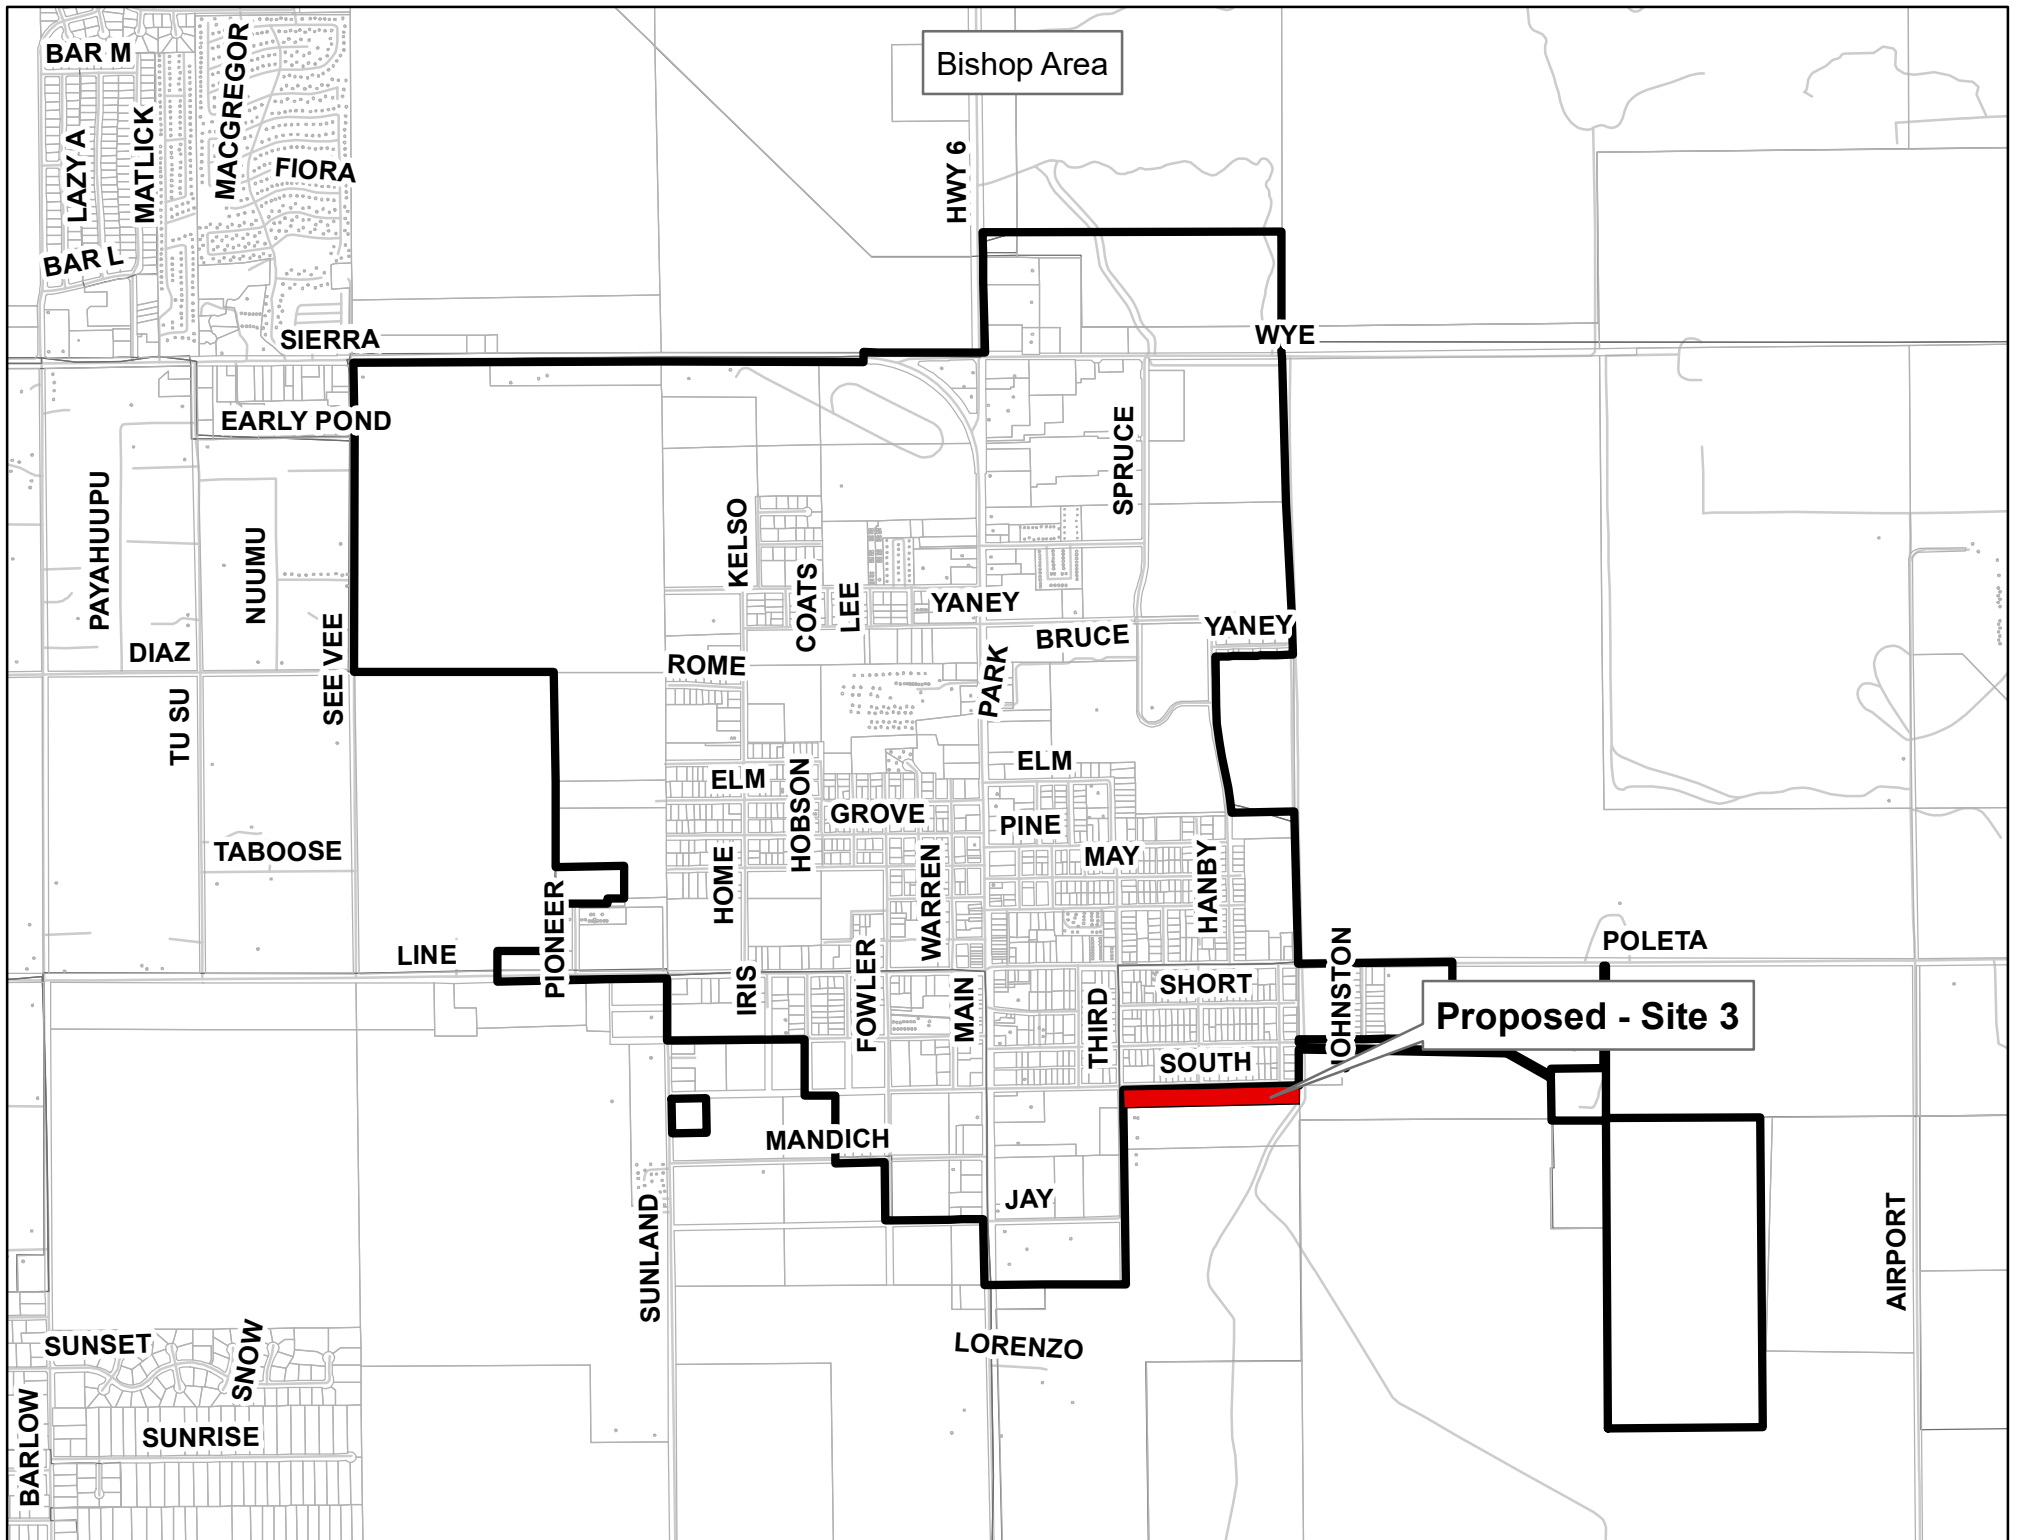 BAR M
MACGREGOR
Bishop Area
LAZY A
MATLICK
FIORA
HWY 6
BAR L
SIERRA
WYE
EARLY POND
SPRUCE
PAYAHUUPU
NUUMU
KELSO
COATS
LEE
YANEY
YANEY
BRUCE
DIAZ
SEE VEE
ROME
PARK
TU SU
ELM
ELM
HOBSON
GROVE
PINE
TABOOSE
HOME
WARREN
MAY
HANBY
LINE
PIONEER
IRIS
FOWLER
MAIN
THIRD
SHORT
JOHNSTON
POLETA
Proposed - Site 3
SOUTH
MANDICH
JAY
SUNLAND
AIRPORT
SUNSET
SNOW
LORENZO
BARLOW
SUNRISE